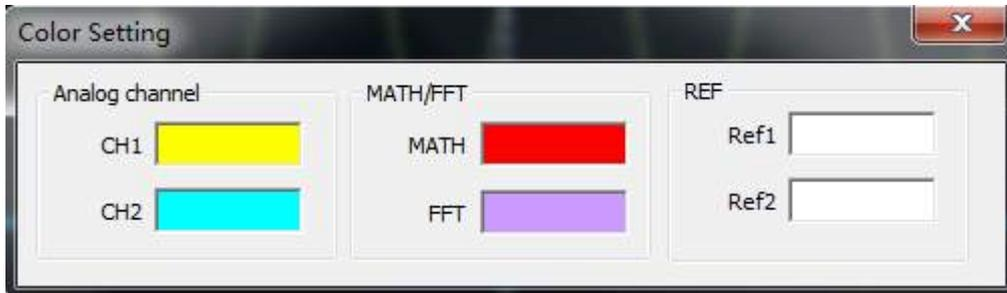 Color Setting
Analog channel
CH1
CH2
MATH/FFT
MATH
FFT
REF
Ref1
Ref2